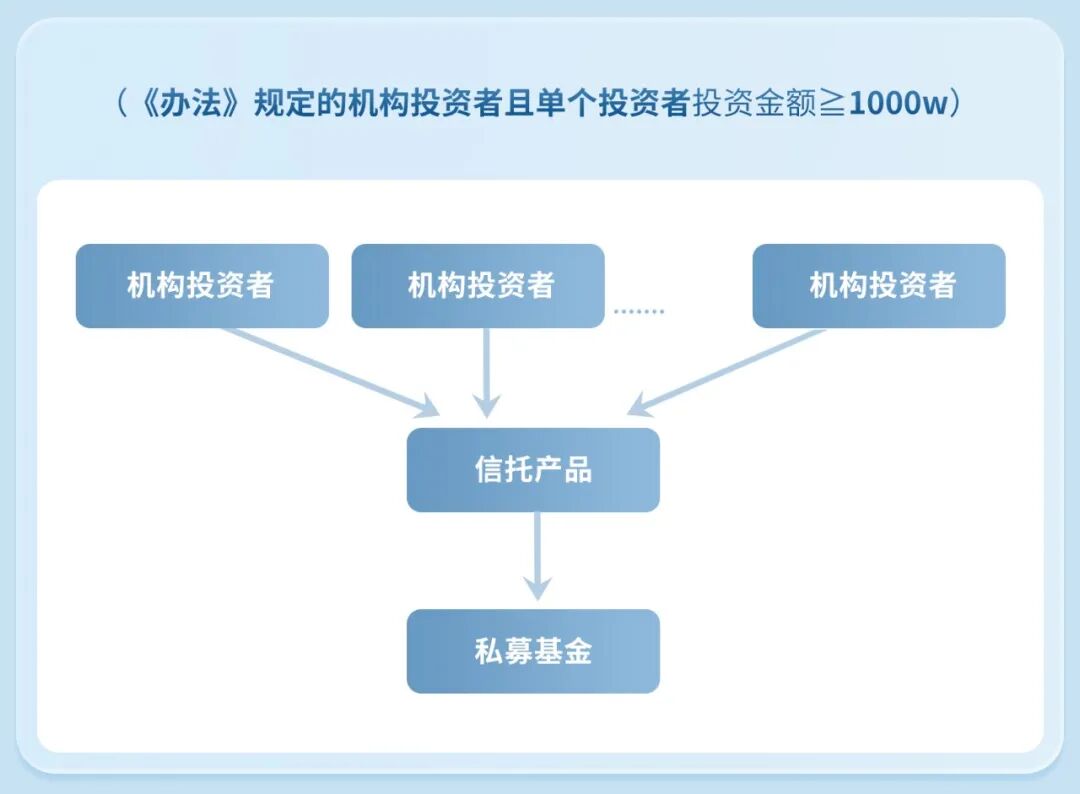 （《办法》规定的机构投资者且单个投资者投资金额≧1000w）
机构投资者
机构投资者
.......
机构投资者
信托产品
私募基金